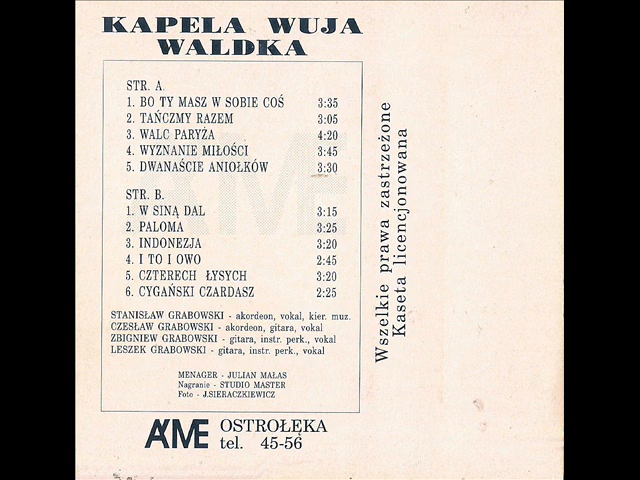 KAPELA WUJA
WALDKA
STR. A.
1. BO TY MASZ W SOBIE COŚ 3:35
2. TAŃCZMY RAZEM 3:05
3. WALC PARYŻA 4:20
4. WYZNANIE MIŁOŚCI 3:45
5. DWANAŚCIE ANIOŁKÓW 3:30
STR. B.
1. W SINĄ DAL 3:15
2. PALOMA 3:25
3. INDONEZJA 3:20
4. I TO I OWO 2:45
5. CZTERECH ŁYSYCH 3:20
6. CYGAŃSKI CZARDASZ 2:25
STANISŁAW GRABOWSKI - akordeon, vokal, kier. muz.
CZESŁAW GRABOWSKI - akordeon, gitara, vokal
ZBIGNIEW GRABOWSKI - gitara, instr. perk., vokal
LESZEK GRABOWSKI - gitara, instr. perk., vokal
MENAGER - JULIAN MAŁAS
Nagranie - STUDIO MASTER
Foto - J.SIERACZKIEWICZ
AKME OSTROŁĘKA
tel. 45-56
Wszelkie prawa zastrzeżone
Kaseta licencjonowana